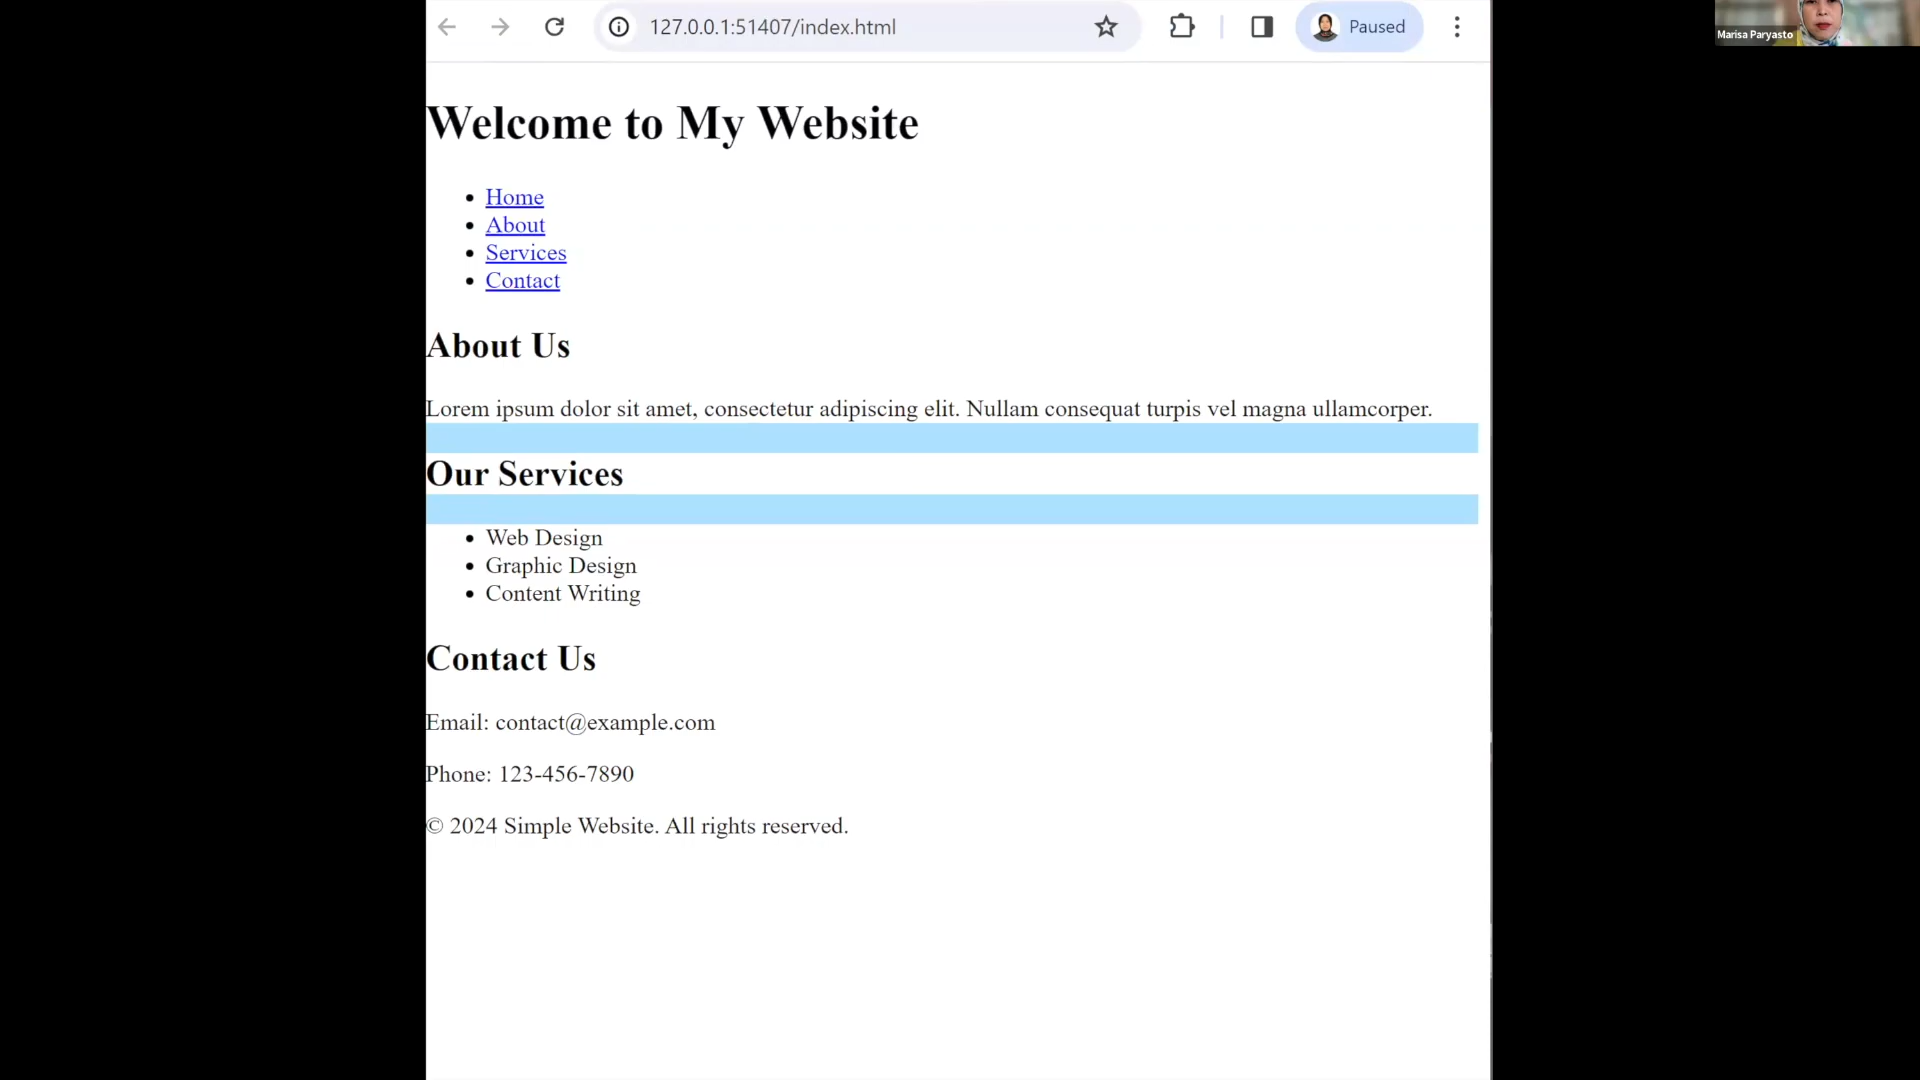 127.0.0.1:51407/index.html
Paused
Marisa Paryasto
Welcome to My Website
Home
About
Services
Contact
About Us
Lorem ipsum dolor sit amet, consectetur adipiscing elit. Nullam consequat turpis vel magna ullamcorper.
Our Services
Web Design
Graphic Design
Content Writing
Contact Us
Email: contact@example.com
Phone: 123-456-7890
© 2024 Simple Website. All rights reserved.